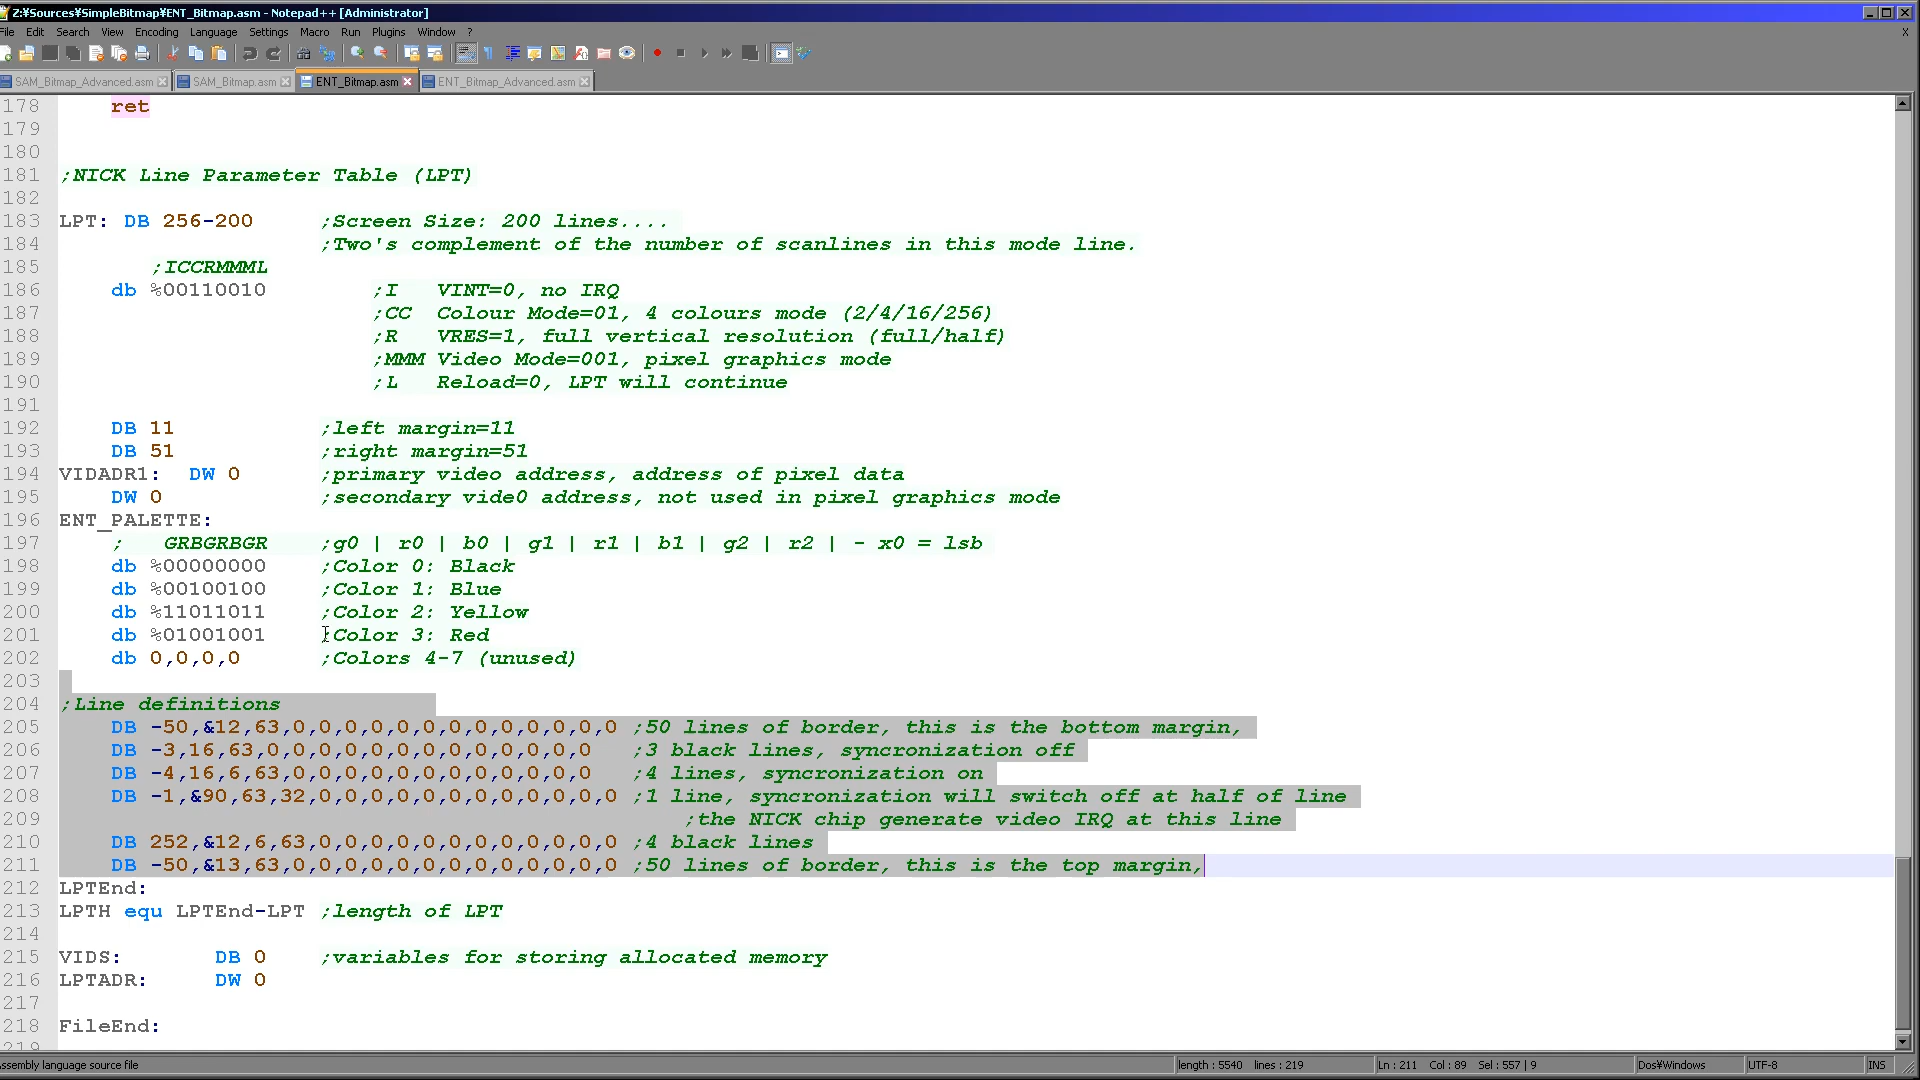 Z:¥Sources¥SimpleBitmap¥ENT_Bitmap.asm - Notepad++ [Administrator]
File Edit Search View Encoding Language Settings Macro Run Plugins Window ? X
SAM_Bitmap_Advanced.asm SAM_Bitmap.asm ENT_Bitmap.asm ENT_Bitmap_Advanced.asm
178 ret
179
180
181 ;NICK Line Parameter Table (LPT)
182
183 LPT: DB 256-200 ;Screen Size: 200 lines....
184 ;Two's complement of the number of scanlines in this mode line.
185 ;ICCRMMML
186 db %00110010 ;I VINT=0, no IRQ
187 ;CC Colour Mode=01, 4 colours mode (2/4/16/256)
188 ;R VRES=1, full vertical resolution (full/half)
189 ;MMM Video Mode=001, pixel graphics mode
190 ;L Reload=0, LPT will continue
191
192 DB 11 ;left margin=11
193 DB 51 ;right margin=51
194 VIDADR1: DW 0 ;primary video address, address of pixel data
195 DW 0 ;secondary vide0 address, not used in pixel graphics mode
196 ENT_PALETTE:
197 ; GRBGRBGR ;g0 | r0 | b0 | g1 | r1 | b1 | g2 | r2 | - x0 = lsb
198 db %00000000 ;Color 0: Black
199 db %00100100 ;Color 1: Blue
200 db %11011011 ;Color 2: Yellow
201 db %01001001 ;Color 3: Red
202 db 0,0,0,0 ;Colors 4-7 (unused)
203
204 ;Line definitions
205 DB -50,&12,63,0,0,0,0,0,0,0,0,0,0,0,0,0 ;50 lines of border, this is the bottom margin,
206 DB -3,16,63,0,0,0,0,0,0,0,0,0,0,0,0,0 ;3 black lines, syncronization off
207 DB -4,16,6,63,0,0,0,0,0,0,0,0,0,0,0,0 ;4 lines, syncronization on
208 DB -1,&90,63,32,0,0,0,0,0,0,0,0,0,0,0,0 ;1 line, syncronization will switch off at half of line
209 ;the NICK chip generate video IRQ at this line
210 DB 252,&12,6,63,0,0,0,0,0,0,0,0,0,0,0,0 ;4 black lines
211 DB -50,&13,63,0,0,0,0,0,0,0,0,0,0,0,0,0 ;50 lines of border, this is the top margin,
212 LPTEnd:
213 LPTH equ LPTEnd-LPT ;length of LPT
214
215 VIDS: DB 0 ;variables for storing allocated memory
216 LPTADR: DW 0
217
218 FileEnd:
219
ssembly language source file length : 5540 lines : 219 Ln : 211 Col : 89 Sel : 557 | 9 Dos¥Windows UTF-8 INS